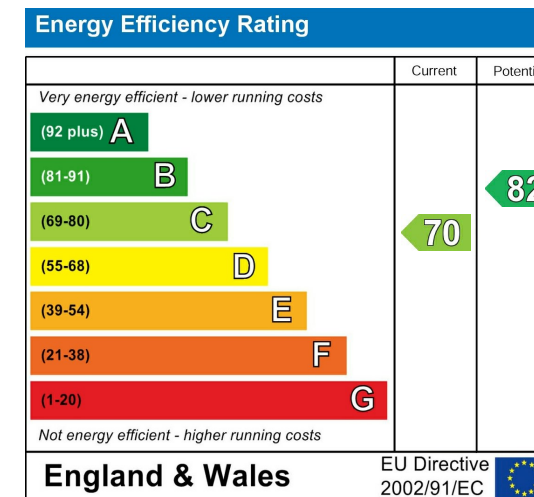 Energy Efficiency Rating
Current Potenti
Very energy efficient - lower running costs
(92 plus) A
(81-91) B
82
(69-80) C
70
(55-68) D
(39-54) E
(21-38) F
(1-20) G
Not energy efficient - higher running costs
England & Wales
EU Directive
2002/91/EC